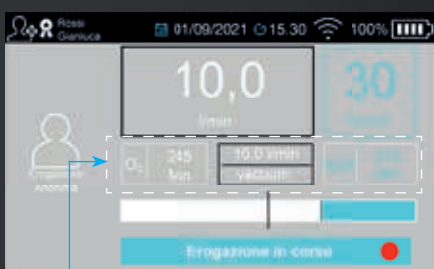 Rossi
Gianluca
01/09/2021 15.30 100%
10,0
l/min
30
O₂
245
10,0 l/min
vacuum
Anonima
Erogazione in corso